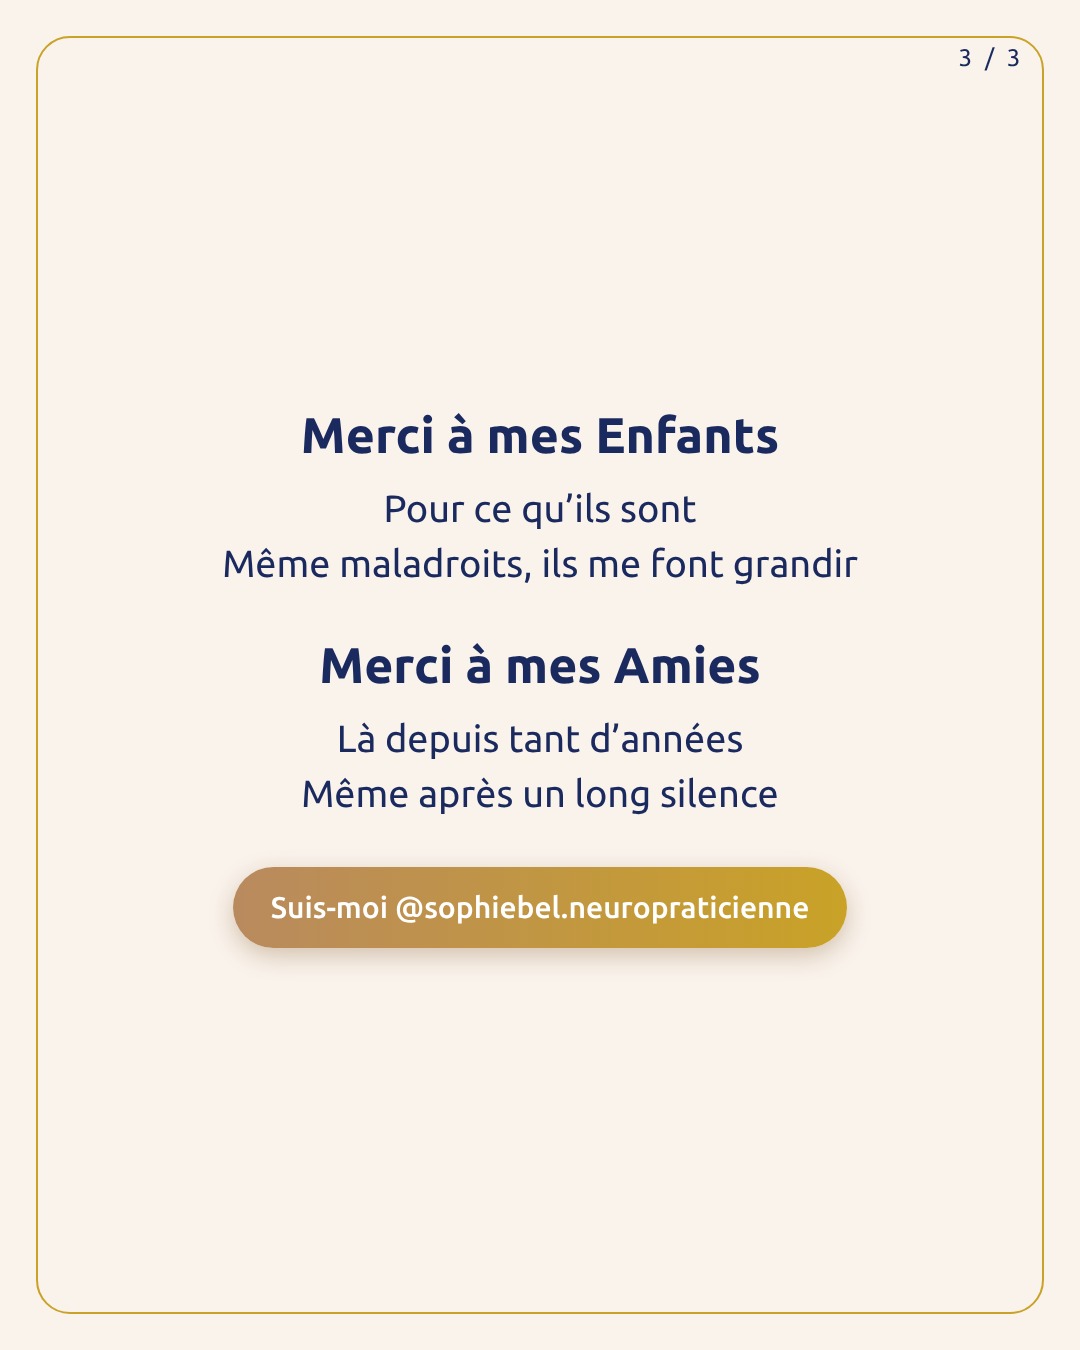 3 / 3
Merci à mes Enfants
Pour ce qu’ils sont
Même maladroits, ils me font grandir
Merci à mes Amies
Là depuis tant d’années
Même après un long silence
Suis-moi @sophiebel.neuropraticienne